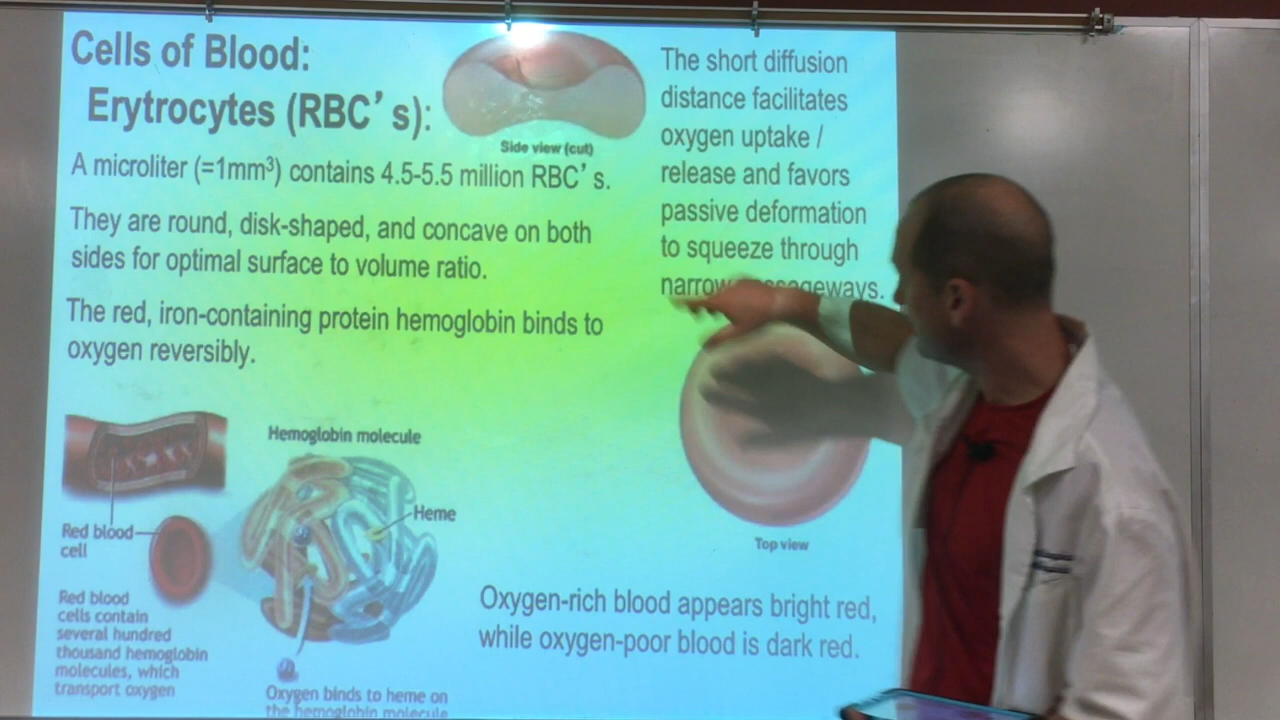 Cells of Blood:
Erytrocytes (RBC’s):
Side view (cut)
A microliter (=1mm³) contains 4.5-5.5 million RBC’s.
They are round, disk-shaped, and concave on both
sides for optimal surface to volume ratio.
The red, iron-containing protein hemoglobin binds to
oxygen reversibly.
The short diffusion
distance facilitates
oxygen uptake /
release and favors
passive deformation
to squeeze through
Top view
Hemoglobin molecule
Heme
Red blood
cell
Red blood
cells contain
several hundred
thousand hemoglobin
molecules, which
transport oxygen
Oxygen binds to heme on
the hemoglobin molecule
Oxygen-rich blood appears bright red,
while oxygen-poor blood is dark red.